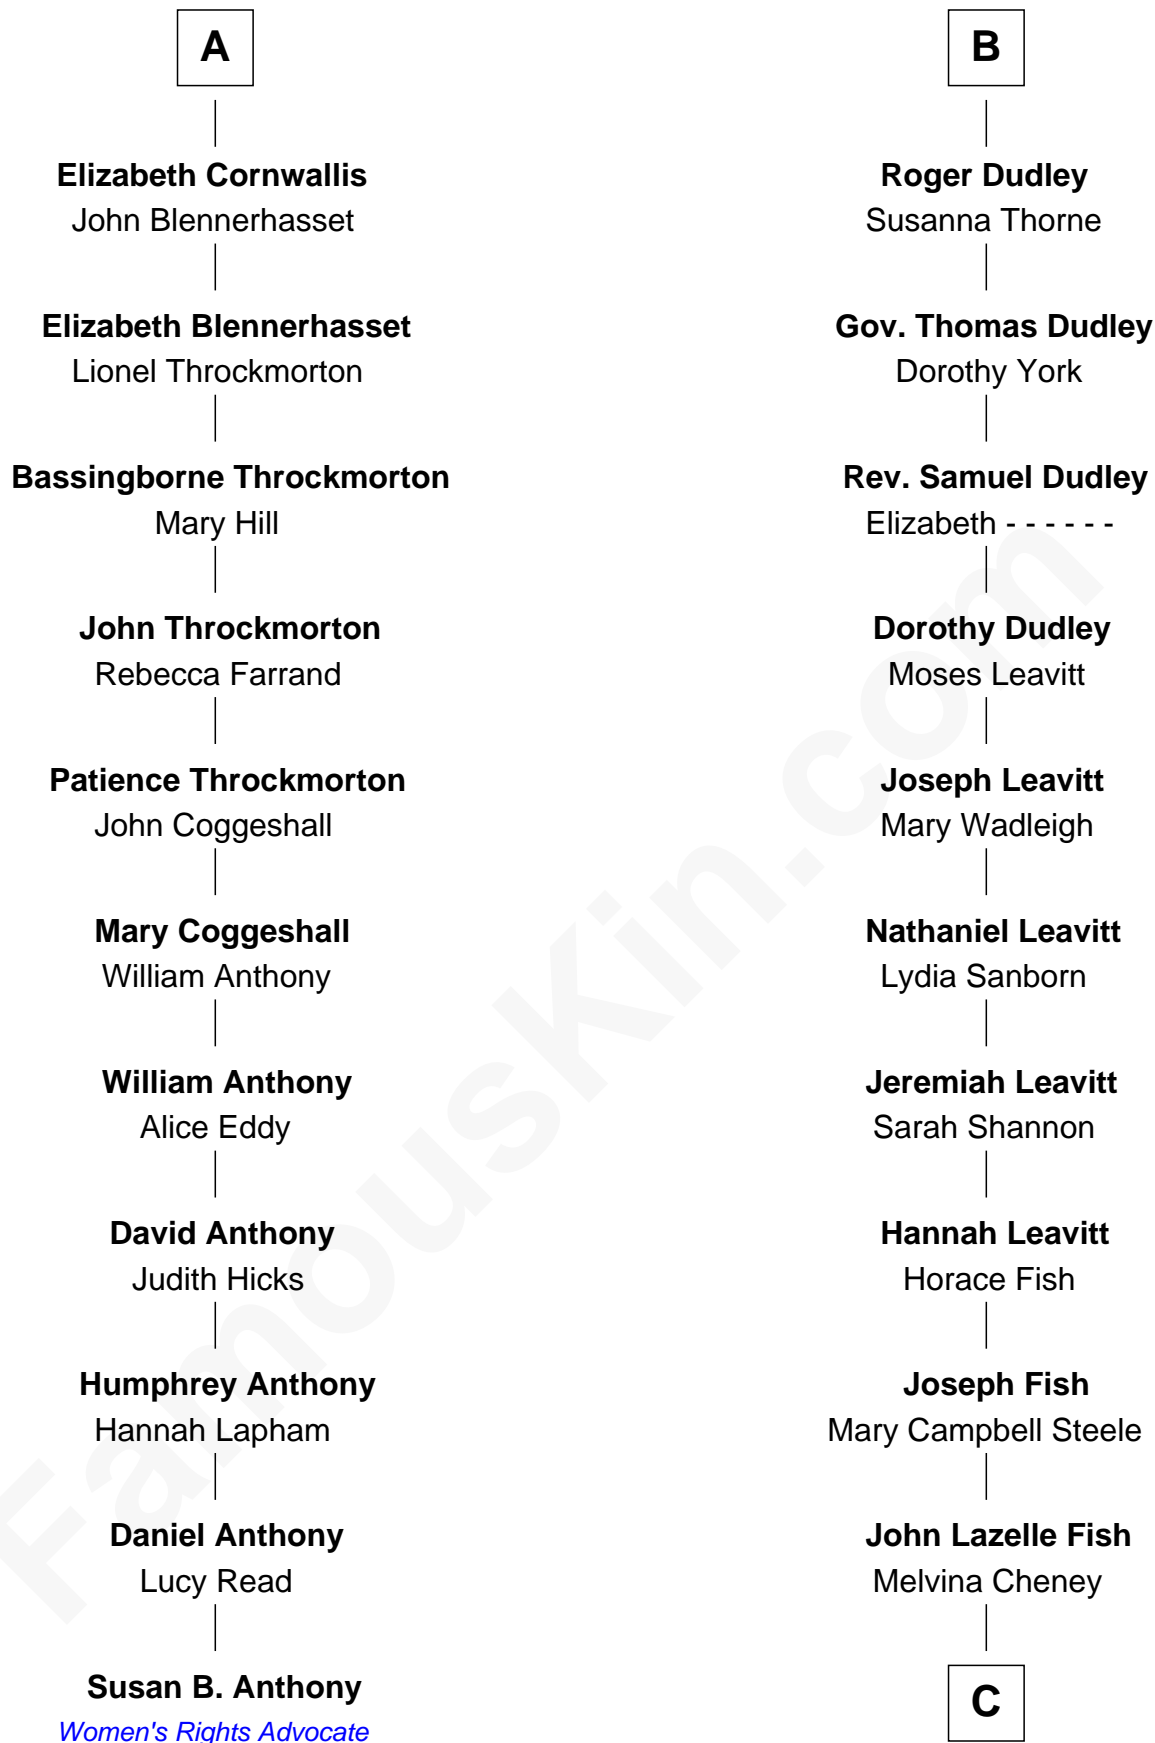 A
Elizabeth Cornwallis
John Blennerhasset
Elizabeth Blennerhasset
Lionel Throckmorton
Bassingborne Throckmorton
Mary Hill
John Throckmorton
Rebecca Farrand
Patience Throckmorton
John Coggeshall
Mary Coggeshall
William Anthony
William Anthony
Alice Eddy
David Anthony
Judith Hicks
Humphrey Anthony
Hannah Lapham
Daniel Anthony
Lucy Read
Susan B. Anthony
Women's Rights Advocate
B
Roger Dudley
Susanna Thorne
Gov. Thomas Dudley
Dorothy York
Rev. Samuel Dudley
Elizabeth - - - - - -
Dorothy Dudley
Moses Leavitt
Joseph Leavitt
Mary Wadleigh
Nathaniel Leavitt
Lydia Sanborn
Jeremiah Leavitt
Sarah Shannon
Hannah Leavitt
Horace Fish
Joseph Fish
Mary Campbell Steele
John Lazelle Fish
Melvina Cheney
C
FamousKin.com